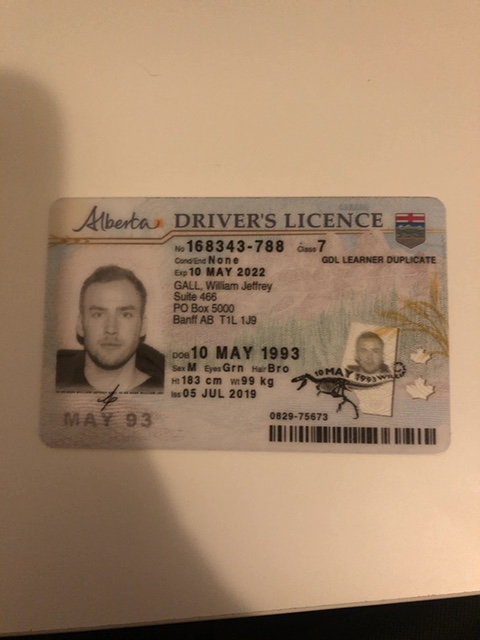 Alberta DRIVER'S LICENCE
No 168343-788 Class 7
Cond/End None GDL LEARNER DUPLICATE
Exp 10 MAY 2022
GALL, William Jeffrey
Suite 466
PO Box 5000
Banff AB T1L 1J9
DOB 10 MAY 1993
Sex M Eyes Grn Hair Bro
Ht 183 cm Wt 99 kg
Iss 05 JUL 2019
10 MAY 1993
MAY 93
0829-75673